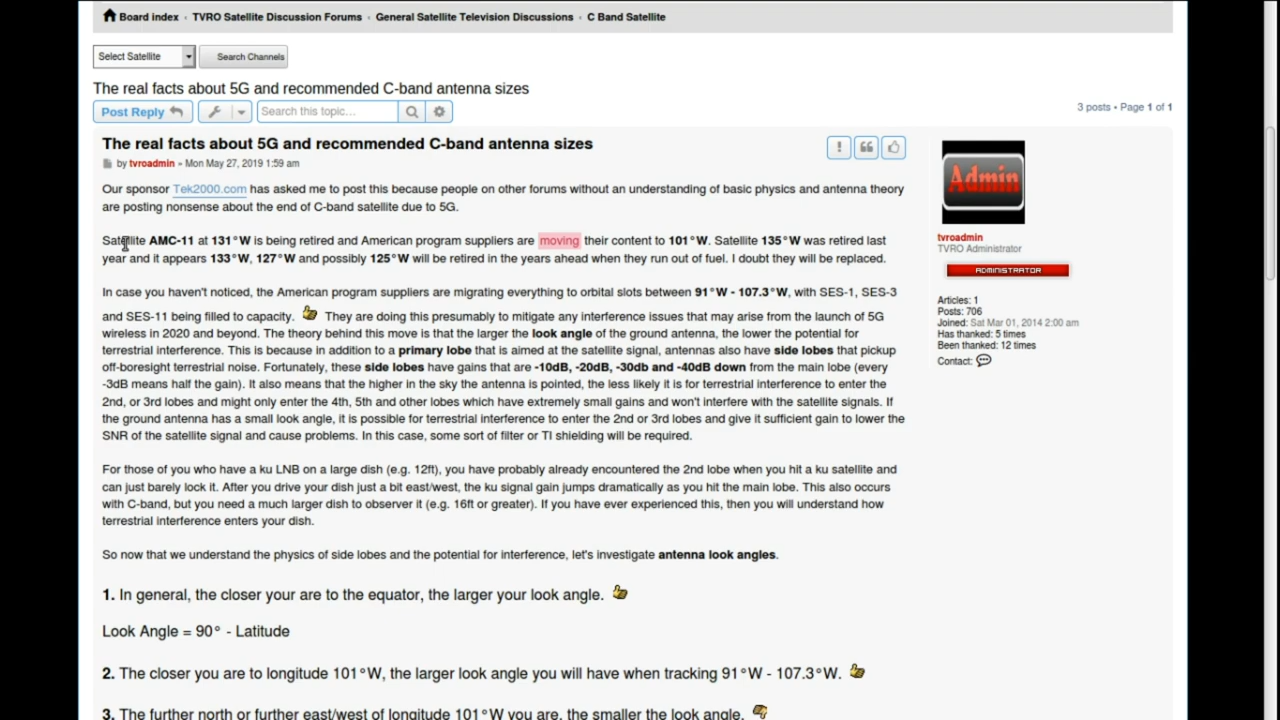 Board index ‹ TVRO Satellite Discussion Forums ‹ General Satellite Television Discussions ‹ C Band Satellite
Select Satellite Search Channels
The real facts about 5G and recommended C-band antenna sizes
Post Reply Search this topic… 3 posts • Page 1 of 1
The real facts about 5G and recommended C-band antenna sizes
by tvroadmin » Mon May 27, 2019 1:59 am
Our sponsor Tek2000.com has asked me to post this because people on other forums without an understanding of basic physics and antenna theory
are posting nonsense about the end of C-band satellite due to 5G.
Satellite AMC-11 at 131°W is being retired and American program suppliers are moving their content to 101°W. Satellite 135°W was retired last
year and it appears 133°W, 127°W and possibly 125°W will be retired in the years ahead when they run out of fuel. I doubt they will be replaced.
In case you haven't noticed, the American program suppliers are migrating everything to orbital slots between 91°W - 107.3°W, with SES-1, SES-3
and SES-11 being filled to capacity. They are doing this presumably to mitigate any interference issues that may arise from the launch of 5G
wireless in 2020 and beyond. The theory behind this move is that the larger the look angle of the ground antenna, the lower the potential for
terrestrial interference. This is because in addition to a primary lobe that is aimed at the satellite signal, antennas also have side lobes that pickup
off-boresight terrestrial noise. Fortunately, these side lobes have gains that are -10dB, -20dB, -30db and -40dB down from the main lobe (every
-3dB means half the gain). It also means that the higher in the sky the antenna is pointed, the less likely it is for terrestrial interference to enter the
2nd, or 3rd lobes and might only enter the 4th, 5th and other lobes which have extremely small gains and won't interfere with the satellite signals. If
the ground antenna has a small look angle, it is possible for terrestrial interference to enter the 2nd or 3rd lobes and give it sufficient gain to lower the
SNR of the satellite signal and cause problems. In this case, some sort of filter or TI shielding will be required.
For those of you who have a ku LNB on a large dish (e.g. 12ft), you have probably already encountered the 2nd lobe when you hit a ku satellite and
can just barely lock it. After you drive your dish just a bit east/west, the ku signal gain jumps dramatically as you hit the main lobe. This also occurs
with C-band, but you need a much larger dish to observer it (e.g. 16ft or greater). If you have ever experienced this, then you will understand how
terrestrial interference enters your dish.
So now that we understand the physics of side lobes and the potential for interference, let's investigate antenna look angles.
1. In general, the closer your are to the equator, the larger your look angle.
Look Angle = 90° - Latitude
2. The closer you are to longitude 101°W, the larger look angle you will have when tracking 91°W - 107.3°W.
3. The further north or further east/west of longitude 101°W you are, the smaller the look angle.
Admin
tvroadmin
TVRO Administrator
ADMINISTRATOR
Articles: 1
Posts: 706
Joined: Sat Mar 01, 2014 2:00 am
Has thanked: 5 times
Been thanked: 12 times
Contact: